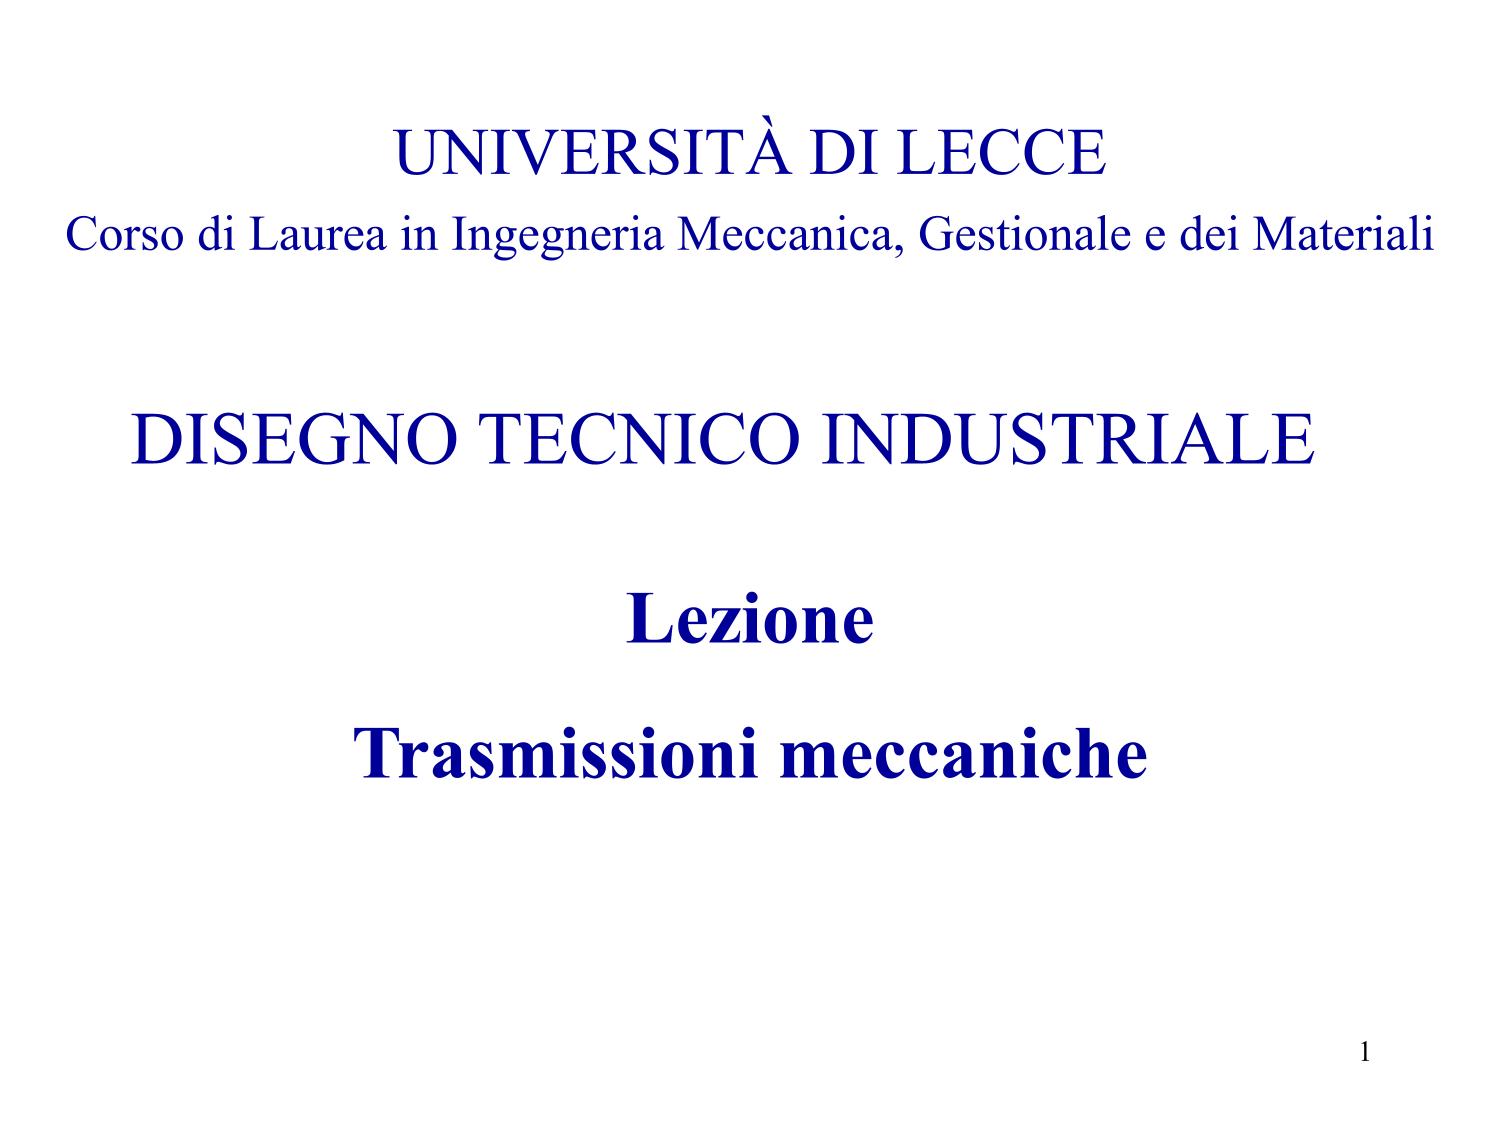 UNIVERSITÀ DI LECCE
Corso di Laurea in Ingegneria Meccanica, Gestionale e dei Materiali
DISEGNO TECNICO INDUSTRIALE
Lezione
Trasmissioni meccaniche
1